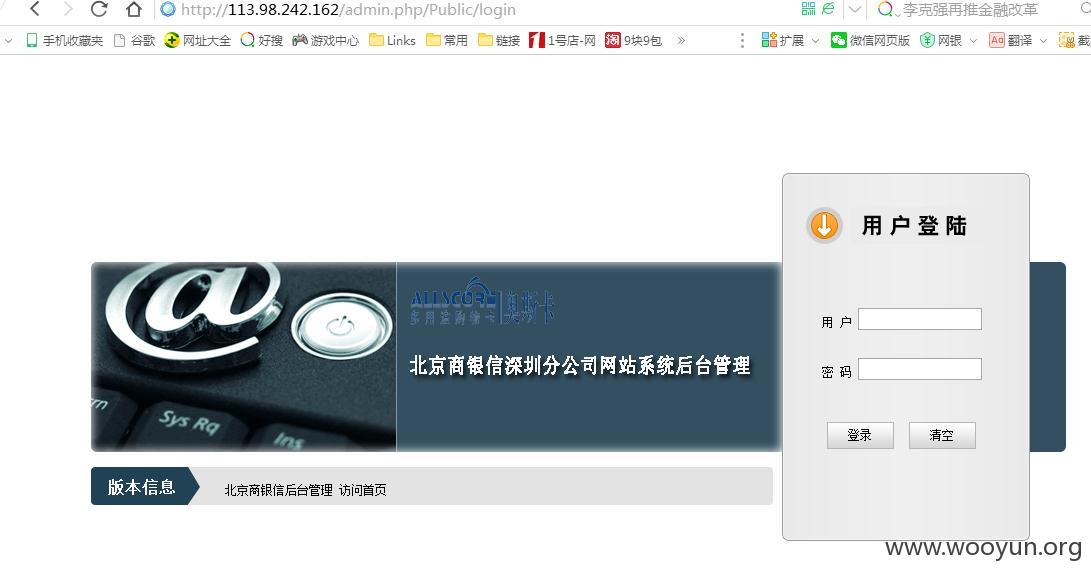 http://113.98.242.162/admin.php/Public/login
李克强再推金融改革
手机收藏夹 谷歌 网址大全 好搜 游戏中心 Links 常用 链接 1号店-网 9块9包 » 扩展 微信网页版 网银 翻译 截
用户登陆
ALLSCORE 奥斯卡
多用途购物卡
用 户
北京商银信深圳分公司网站系统后台管理
密 码
Sys Rq
Ins
登录 清空
版本信息 北京商银信后台管理 访问首页
www.wooyun.org